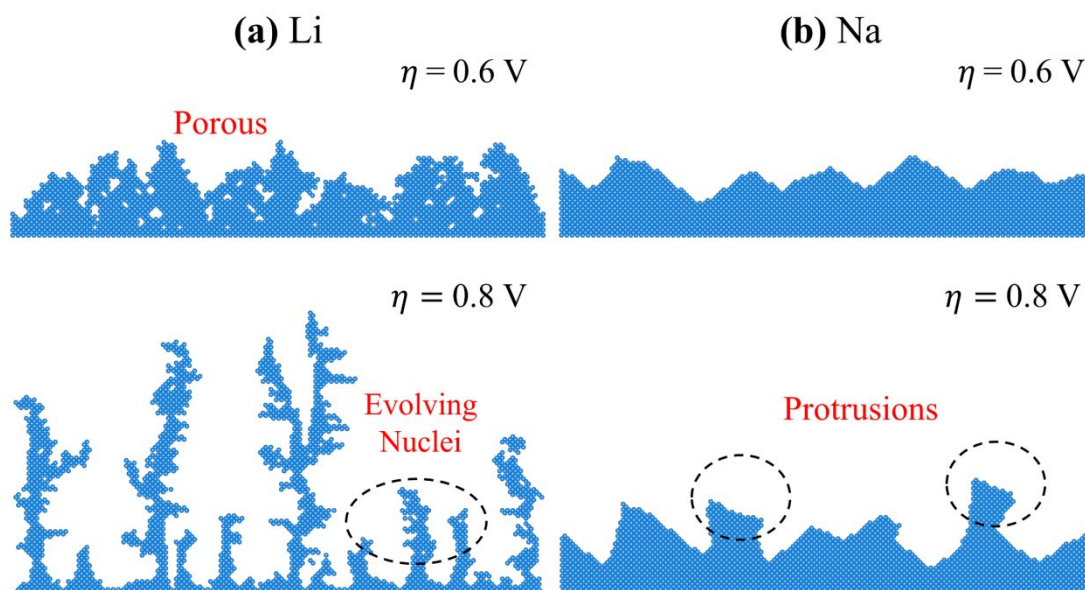 (a) Li
(b) Na
η = 0.6 V
η = 0.6 V
Porous
η = 0.8 V
η = 0.8 V
Evolving
Nuclei
Protrusions